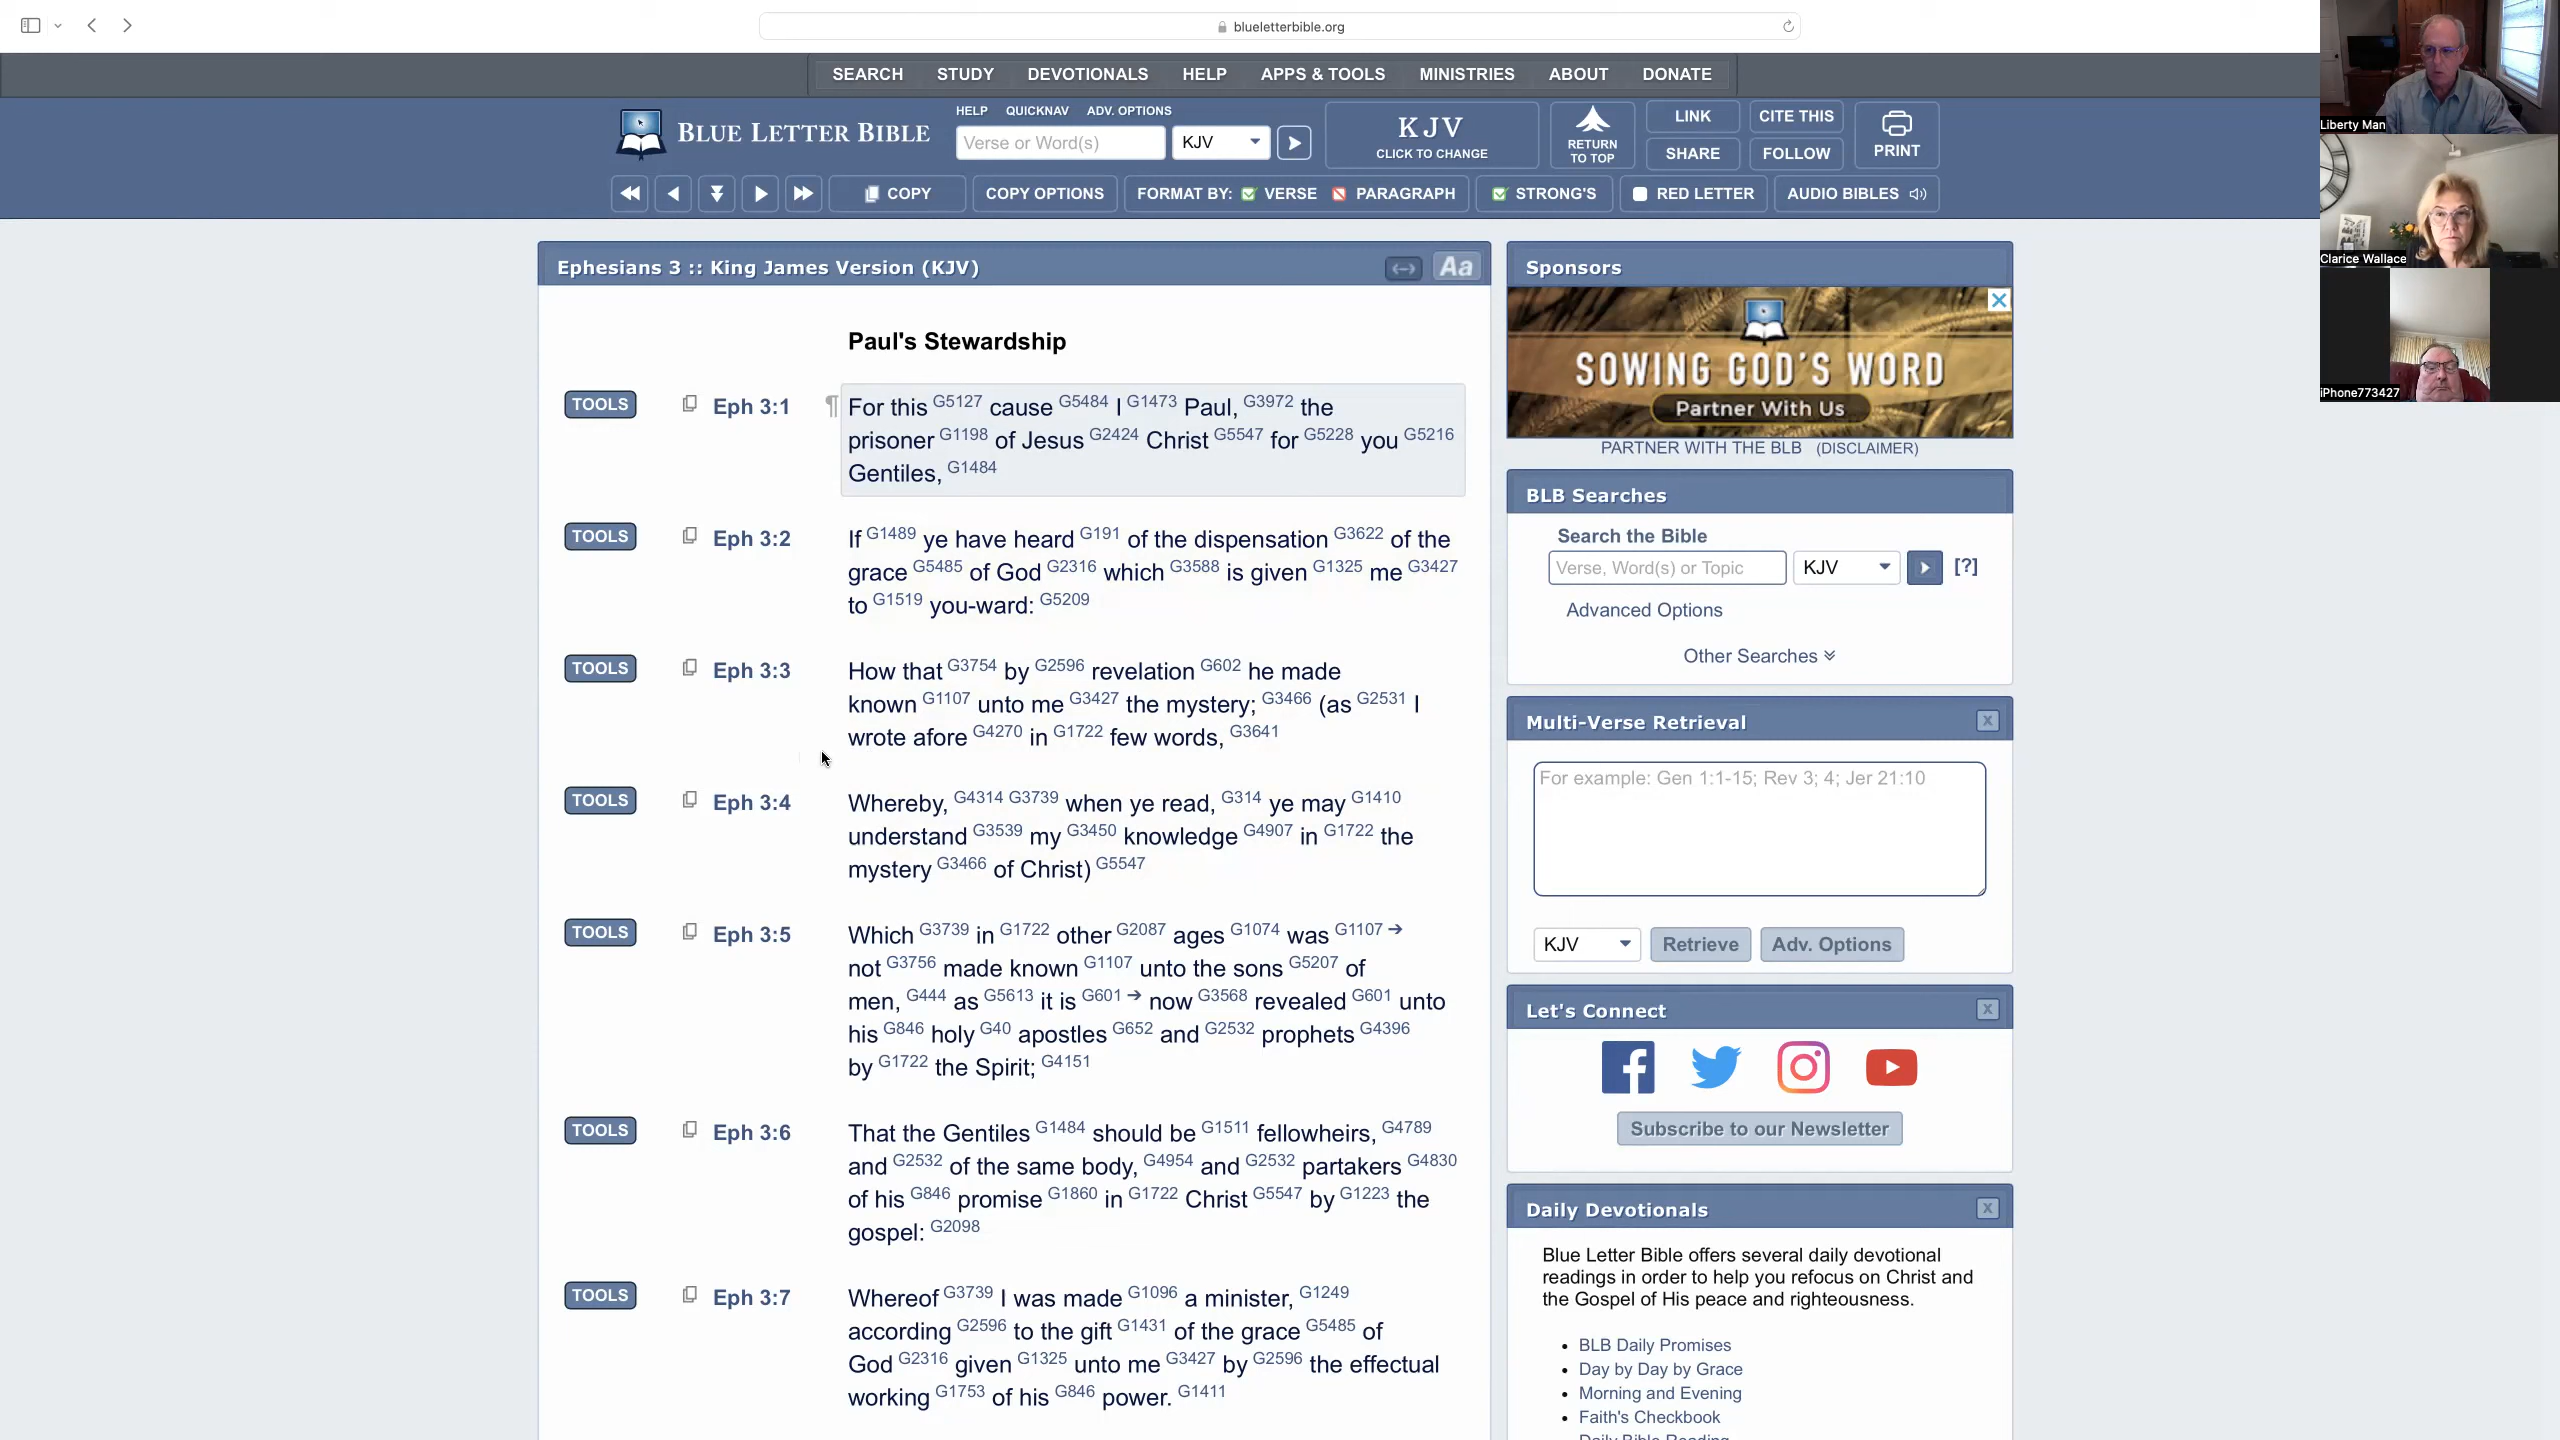 blueletterbible.org
SEARCH STUDY DEVOTIONALS HELP APPS & TOOLS MINISTRIES ABOUT DONATE
BLUE LETTER BIBLE
HELP QUICKNAV ADV. OPTIONS
Verse or Word(s) KJV
KJV
CLICK TO CHANGE
RETURN
TO TOP
LINK CITE THIS
SHARE FOLLOW
PRINT
COPY COPY OPTIONS FORMAT BY: VERSE PARAGRAPH STRONG'S RED LETTER AUDIO BIBLES
Ephesians 3 :: King James Version (KJV) Aa
Paul's Stewardship
TOOLS Eph 3:1 ¶ For this G5127 cause G5484 I G1473 Paul, G3972 the
prisoner G1198 of Jesus G2424 Christ G5547 for G5228 you G5216
Gentiles, G1484
TOOLS Eph 3:2 If G1489 ye have heard G191 of the dispensation G3622 of the
grace G5485 of God G2316 which G3588 is given G1325 me G3427
to G1519 you-ward: G5209
TOOLS Eph 3:3 How that G3754 by G2596 revelation G602 he made
known G1107 unto me G3427 the mystery; G3466 (as G2531 I
wrote afore G4270 in G1722 few words, G3641
TOOLS Eph 3:4 Whereby, G4314 G3739 when ye read, G314 ye may G1410
understand G3539 my G3450 knowledge G4907 in G1722 the
mystery G3466 of Christ) G5547
TOOLS Eph 3:5 Which G3739 in G1722 other G2087 ages G1074 was G1107 ➔
not G3756 made known G1107 unto the sons G5207 of
men, G444 as G5613 it is G601 ➔ now G3568 revealed G601 unto
his G846 holy G40 apostles G652 and G2532 prophets G4396
by G1722 the Spirit; G4151
TOOLS Eph 3:6 That the Gentiles G1484 should be G1511 fellowheirs, G4789
and G2532 of the same body, G4954 and G2532 partakers G4830
of his G846 promise G1860 in G1722 Christ G5547 by G1223 the
gospel: G2098
TOOLS Eph 3:7 Whereof G3739 I was made G1096 a minister, G1249
according G2596 to the gift G1431 of the grace G5485 of
God G2316 given G1325 unto me G3427 by G2596 the effectual
working G1753 of his G846 power. G1411
Sponsors
SOWING GOD'S WORD
Partner With Us
PARTNER WITH THE BLB (DISCLAIMER)
BLB Searches
Search the Bible
Verse, Word(s) or Topic KJV [?]
Advanced Options
Other Searches
Multi-Verse Retrieval X
For example: Gen 1:1-15; Rev 3; 4; Jer 21:10
KJV Retrieve Adv. Options
Let's Connect X
Subscribe to our Newsletter
Daily Devotionals X
Blue Letter Bible offers several daily devotional
readings in order to help you refocus on Christ and
the Gospel of His peace and righteousness.
• BLB Daily Promises
• Day by Day by Grace
• Morning and Evening
• Faith's Checkbook
Daily Bible Reading
Liberty Man
Clarice Wallace
iPhone773427